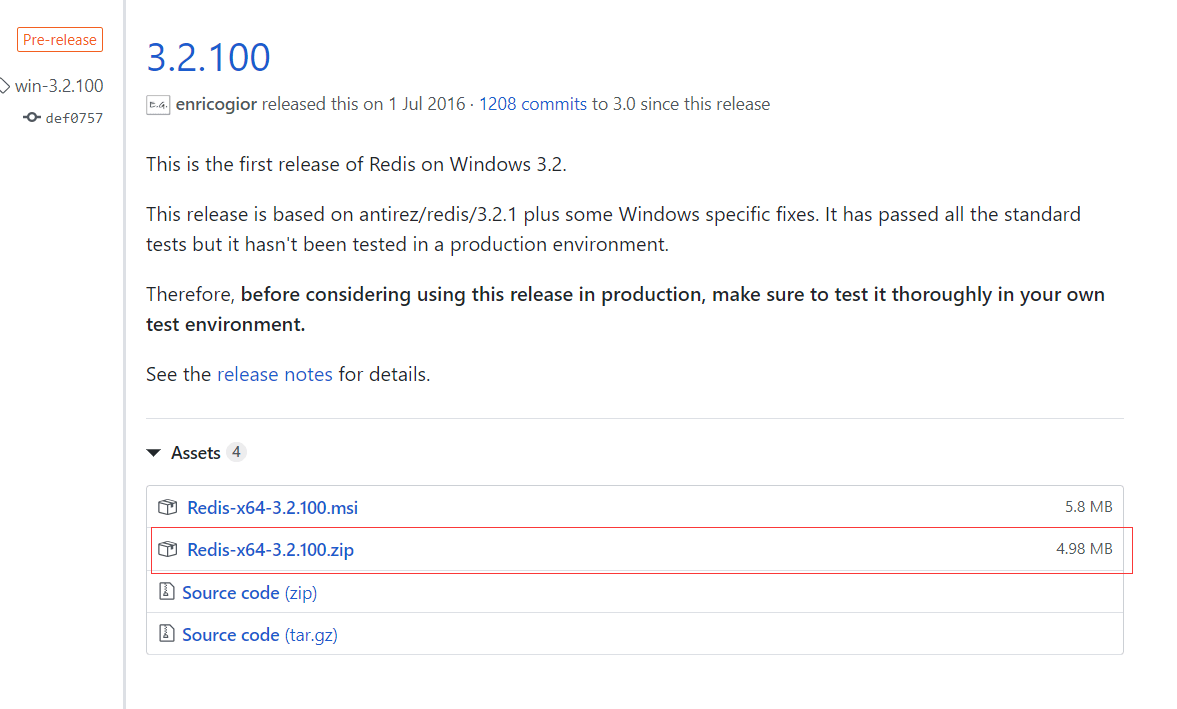 Pre-release
win-3.2.100
def0757
3.2.100
enricogior released this on 1 Jul 2016 · 1208 commits to 3.0 since this release
This is the first release of Redis on Windows 3.2.
This release is based on antirez/redis/3.2.1 plus some Windows specific fixes. It has passed all the standard
tests but it hasn't been tested in a production environment.
Therefore, before considering using this release in production, make sure to test it thoroughly in your own
test environment.
See the release notes for details.
Assets 4
Redis-x64-3.2.100.msi 5.8 MB
Redis-x64-3.2.100.zip 4.98 MB
Source code (zip)
Source code (tar.gz)